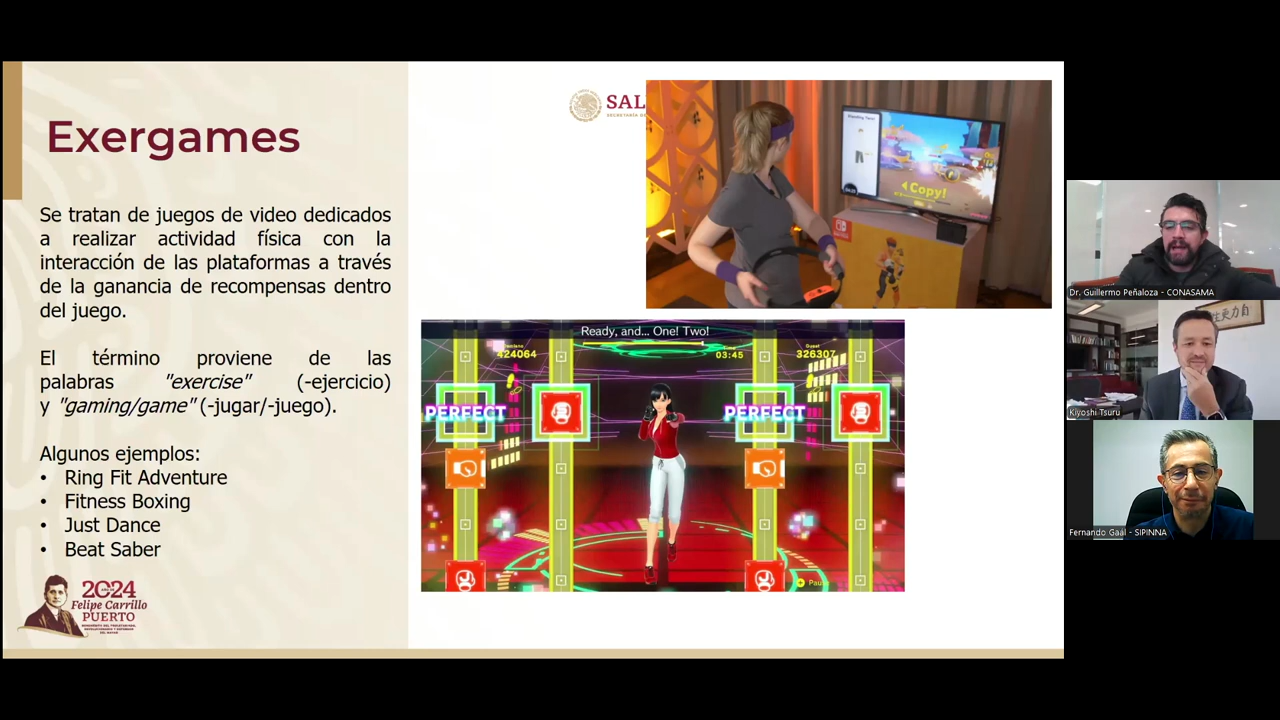 Exergames
Se tratan de juegos de video dedicados
a realizar actividad física con la
interacción de las plataformas a través
de la ganancia de recompensas dentro
del juego.
El término proviene de las
palabras "exercise" (-ejercicio)
y "gaming/game" (-jugar/-juego).
Algunos ejemplos:
• Ring Fit Adventure
• Fitness Boxing
• Just Dance
• Beat Saber
2024
Felipe Carrillo
PUERTO
SAL
Copy!
Ready, and... One! Two!
424064
03:45
Guest
326307
PERFECT
PERFECT
Dr. Guillermo Peñaloza - CONASAMA
Kiyoshi Tsuru
Fernando Gaál - SIPINNA